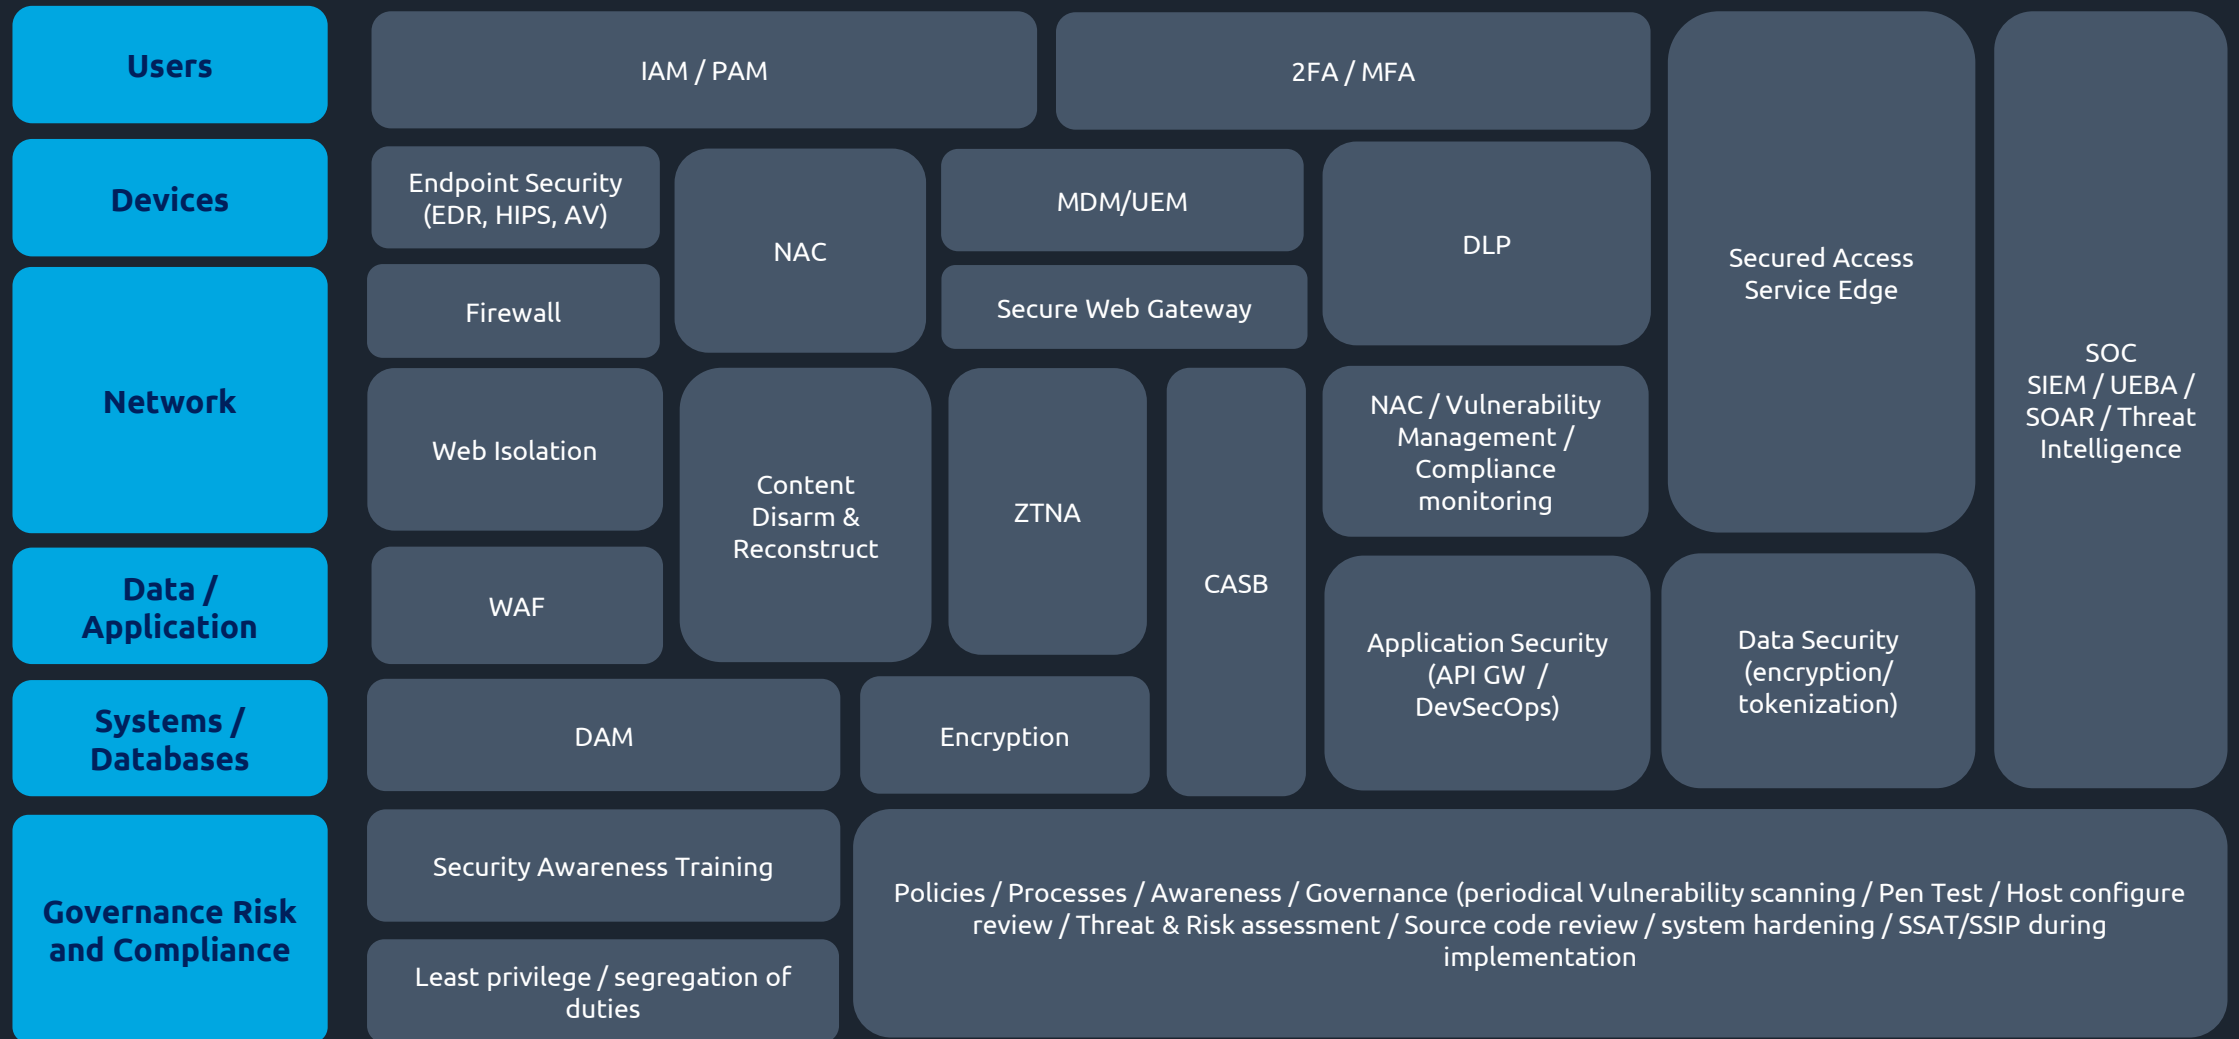 Users
IAM / PAM
2FA / MFA
Devices
Endpoint Security
(EDR, HIPS, AV)
NAC
MDM/UEM
DLP
Secured Access
Service Edge
SOC
SIEM / UEBA /
SOAR / Threat
Intelligence
Network
Firewall
Secure Web Gateway
Web Isolation
Content
Disarm &
Reconstruct
ZTNA
CASB
NAC / Vulnerability
Management /
Compliance
monitoring
Data /
Application
WAF
Application Security
(API GW /
DevSecOps)
Data Security
(encryption/
tokenization)
Systems /
Databases
DAM
Encryption
Governance Risk
and Compliance
Security Awareness Training
Least privilege / segregation of
duties
Policies / Processes / Awareness / Governance (periodical Vulnerability scanning / Pen Test / Host configure
review / Threat & Risk assessment / Source code review / system hardening / SSAT/SSIP during
implementation